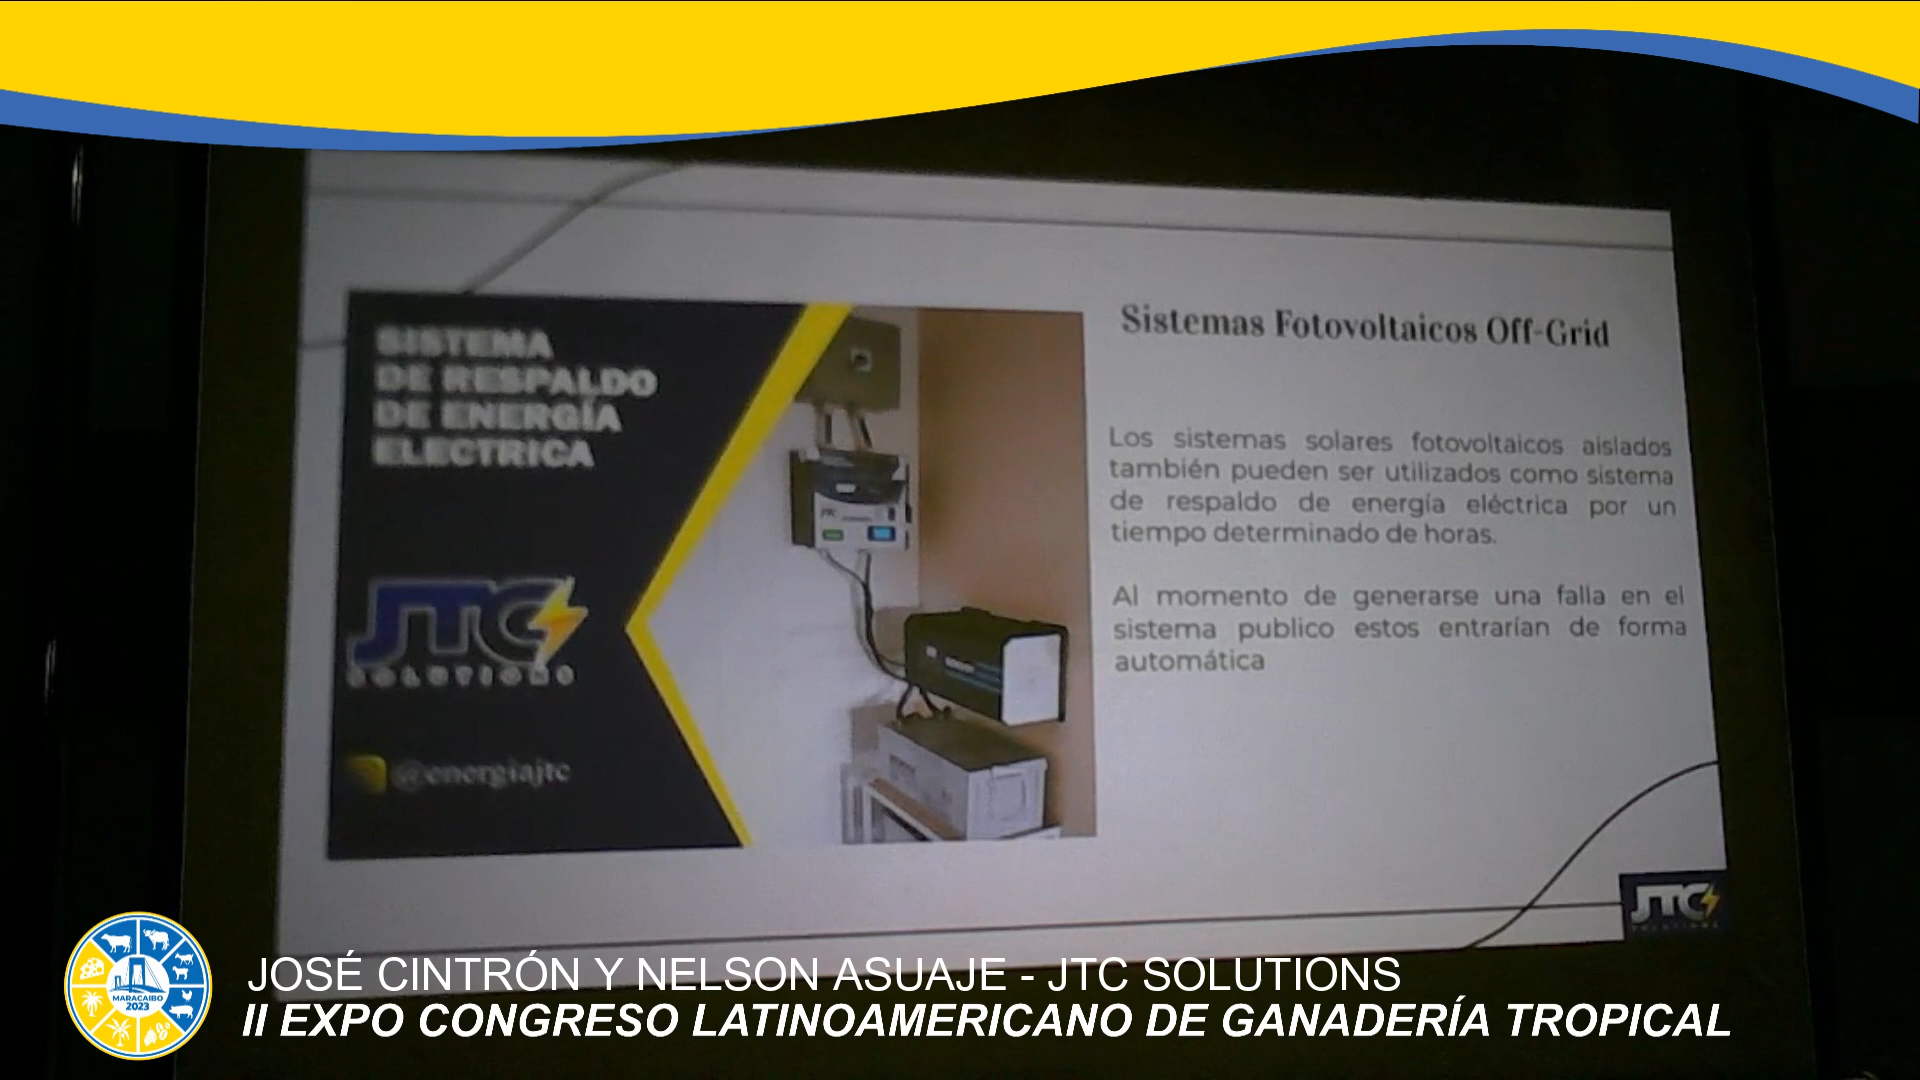 SISTEMA
DE RESPALDO
DE ENERGÍA
ELECTRICA
JTC
SOLUTIONS
@energiajtc
Sistemas Fotovoltaicos Off-Grid
Los sistemas solares fotovoltaicos aislados
también pueden ser utilizados como sistema
de respaldo de energía eléctrica por un
tiempo determinado de horas.
Al momento de generarse una falla en el
sistema publico estos entrarían de forma
automática
JTC
SOLUTIONS
MARACAIBO
2023
JOSÉ CINTRÓN Y NELSON ASUAJE - JTC SOLUTIONS
II EXPO CONGRESO LATINOAMERICANO DE GANADERÍA TROPICAL